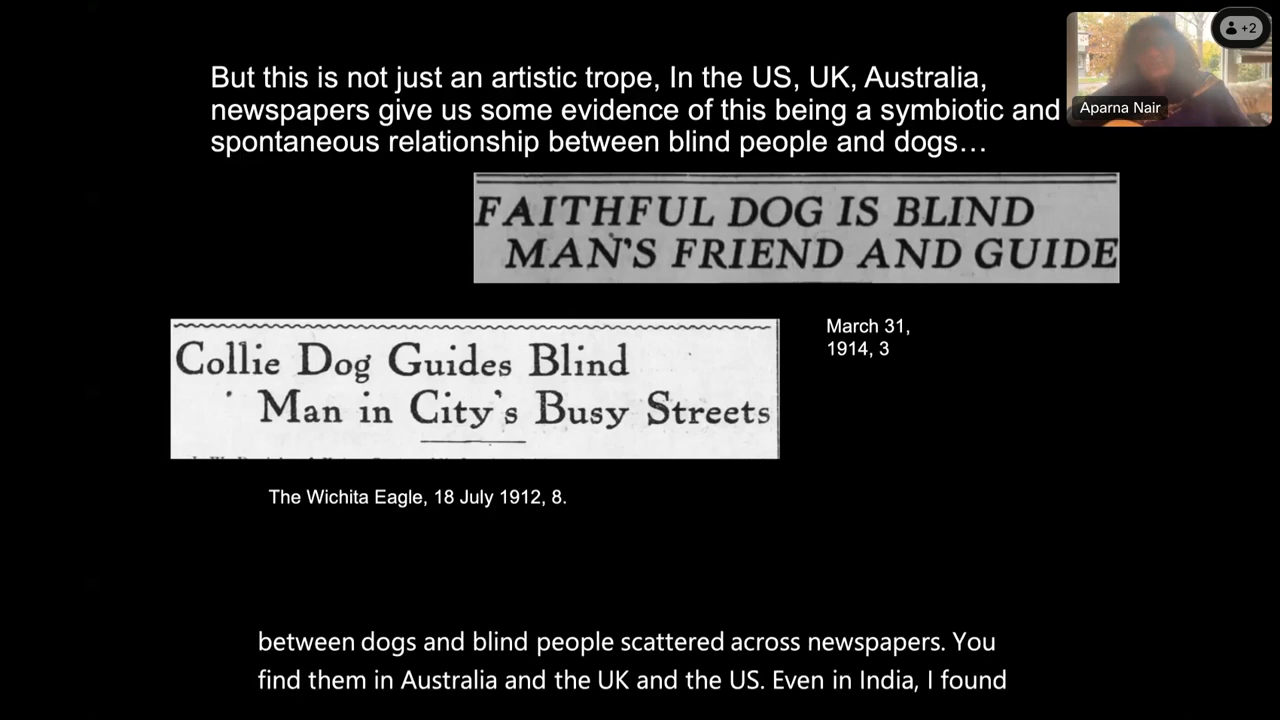 But this is not just an artistic trope, In the US, UK, Australia,
newspapers give us some evidence of this being a symbiotic and
spontaneous relationship between blind people and dogs…
+2
Aparna Nair
FAITHFUL DOG IS BLIND
MAN'S FRIEND AND GUIDE
Collie Dog Guides Blind
Man in City's Busy Streets
March 31,
1914, 3
The Wichita Eagle, 18 July 1912, 8.
between dogs and blind people scattered across newspapers. You
find them in Australia and the UK and the US. Even in India, I found